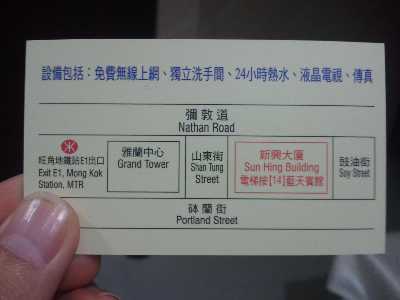 設備包括：免費無線上網、獨立洗手間、24小時熱水、液晶電視、傳真
彌敦道
Nathan Road
旺角地鐵站E1出口
Exit E1, Mong Kok
Station, MTR
雅蘭中心
Grand Tower
山東街
Shan Tung
Street
新興大廈
Sun Hing Building
電梯按[14]藍天賓館
豉油街
Soy Street
砵蘭街
Portland Street